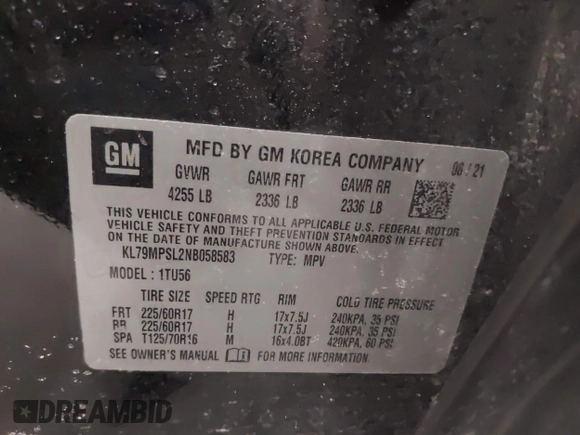 GM
MFD BY GM KOREA COMPANY 08/21
GVWR GAWR FRT GAWR RR
4255 LB 2336 LB 2336 LB
THIS VEHICLE CONFORMS TO ALL APPLICABLE U.S. FEDERAL MOTOR
VEHICLE SAFETY AND THEFT PREVENTION STANDARDS IN EFFECT
ON THE DATE OF MANUFACTURE SHOWN ABOVE.
KL79MPSL2NB058583 TYPE: MPV
MODEL: 1TU56
TIRE SIZE SPEED RTG RIM COLD TIRE PRESSURE
FRT 225/60R17 H 17x7.5J 240KPA, 35 PSI
RR 225/60R17 H 17x7.5J 240KPA, 35 PSI
SPA T125/70R16 M 16x4.0BT 420KPA, 60 PSI
SEE OWNER'S MANUAL FOR MORE INFORMATION
DREAMBID